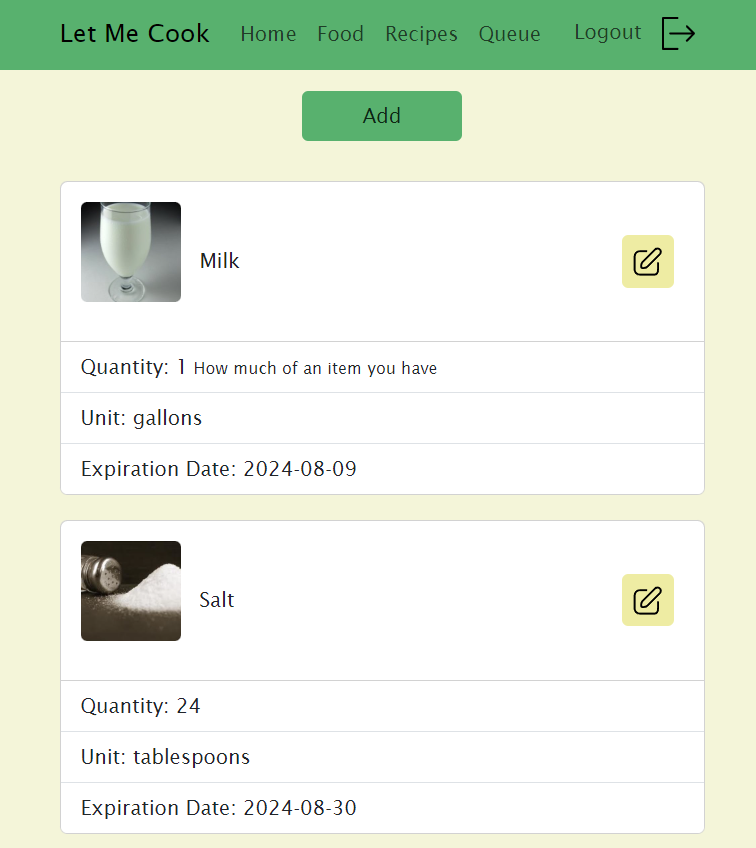 Let Me Cook Home Food Recipes Queue Logout
Add
Milk
Quantity: 1 How much of an item you have
Unit: gallons
Expiration Date: 2024-08-09
Salt
Quantity: 24
Unit: tablespoons
Expiration Date: 2024-08-30